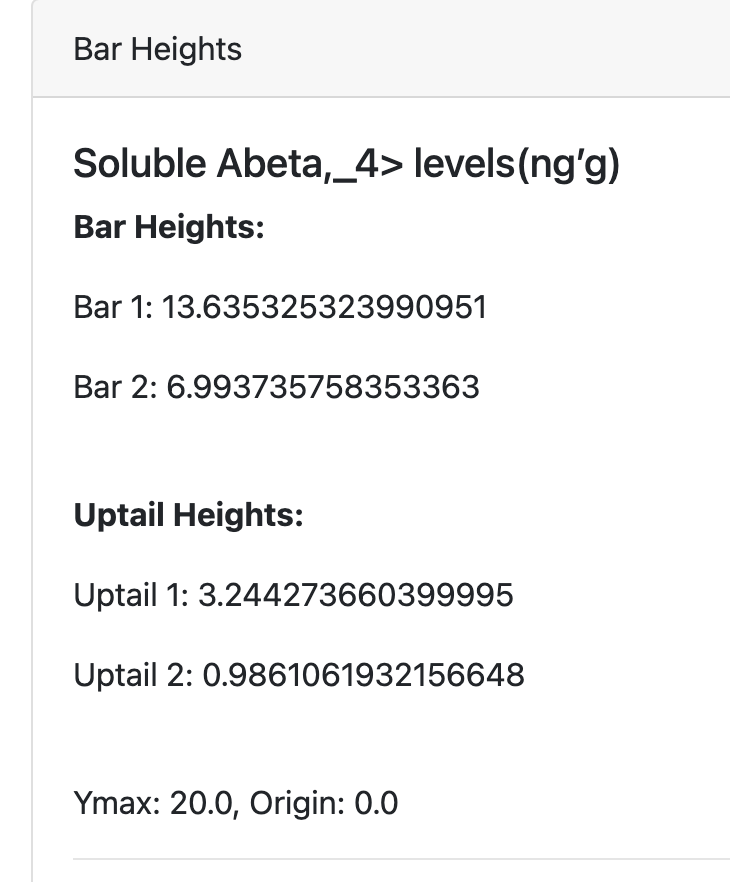 Bar Heights
Soluble Abeta,_4> levels(ng’g)
Bar Heights:
Bar 1: 13.635325323990951
Bar 2: 6.993735758353363
Uptail Heights:
Uptail 1: 3.244273660399995
Uptail 2: 0.9861061932156648
Ymax: 20.0, Origin: 0.0